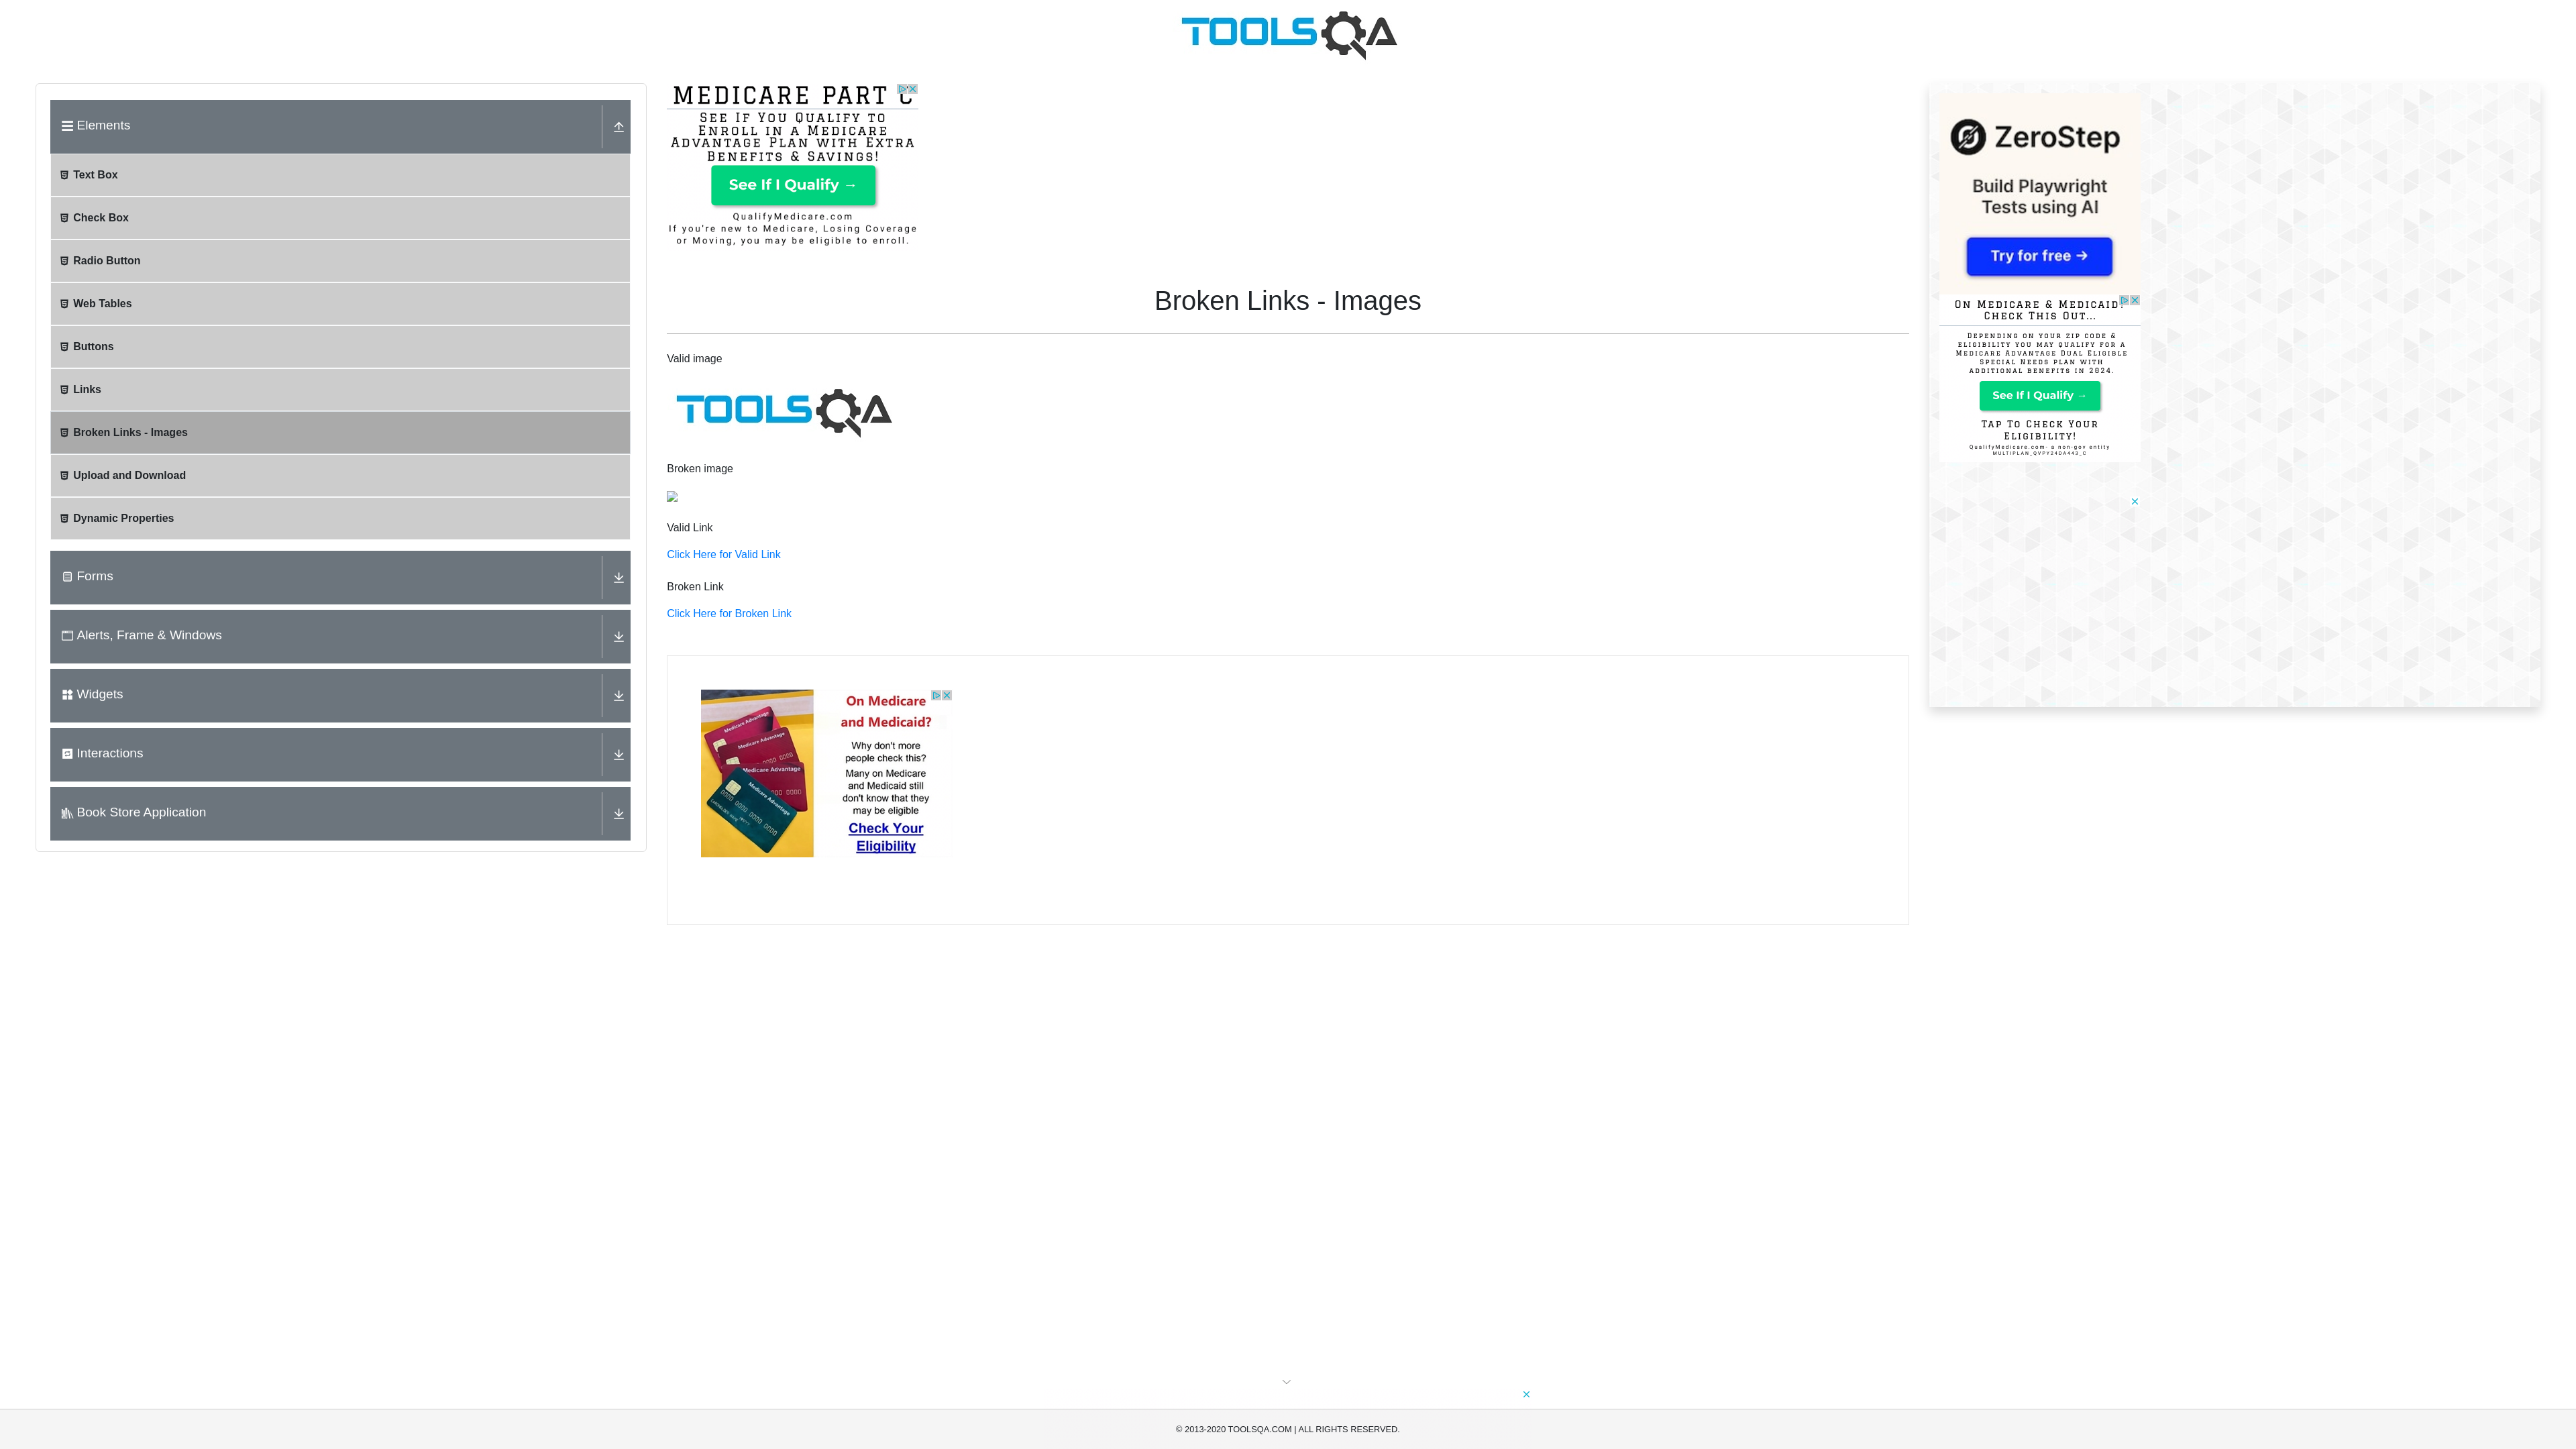 TOOLSQA
Elements
Text Box
Check Box
Radio Button
Web Tables
Buttons
Links
Broken Links - Images
Upload and Download
Dynamic Properties
Forms
Alerts, Frame & Windows
Widgets
Interactions
Book Store Application
MEDICARE PART C
See If You Qualify to
Enroll in a Medicare
Advantage Plan with Extra
Benefits & Savings!
See If I Qualify →
QualifyMedicare.com
If you're new to Medicare, Losing Coverage
or Moving, you may be eligible to enroll.
Broken Links - Images
Valid image
TOOLSQA
Broken image
Valid Link
Click Here for Valid Link
Broken Link
Click Here for Broken Link
Medicare Advantage
Medicare Advantage
Medicare Advantage
Medicare Advantage
On Medicare
and Medicaid?
Why don't more
people check this?
Many on Medicare
and Medicaid still
don't know that they
may be eligible
Check Your
Eligibility
ZeroStep
Build Playwright
Tests using AI
Try for free →
On Medicare & Medicaid?
Check This Out...
Depending on your zip code &
eligibility you may qualify for a
Medicare Advantage Dual Eligible
Special Needs plan with
additional benefits in 2024.
See If I Qualify →
Tap To Check Your
Eligibility!
QualifyMedicare.com- a non-gov entity
MULTIPLAN_QVPY24DA443_C
© 2013-2020 TOOLSQA.COM | ALL RIGHTS RESERVED.